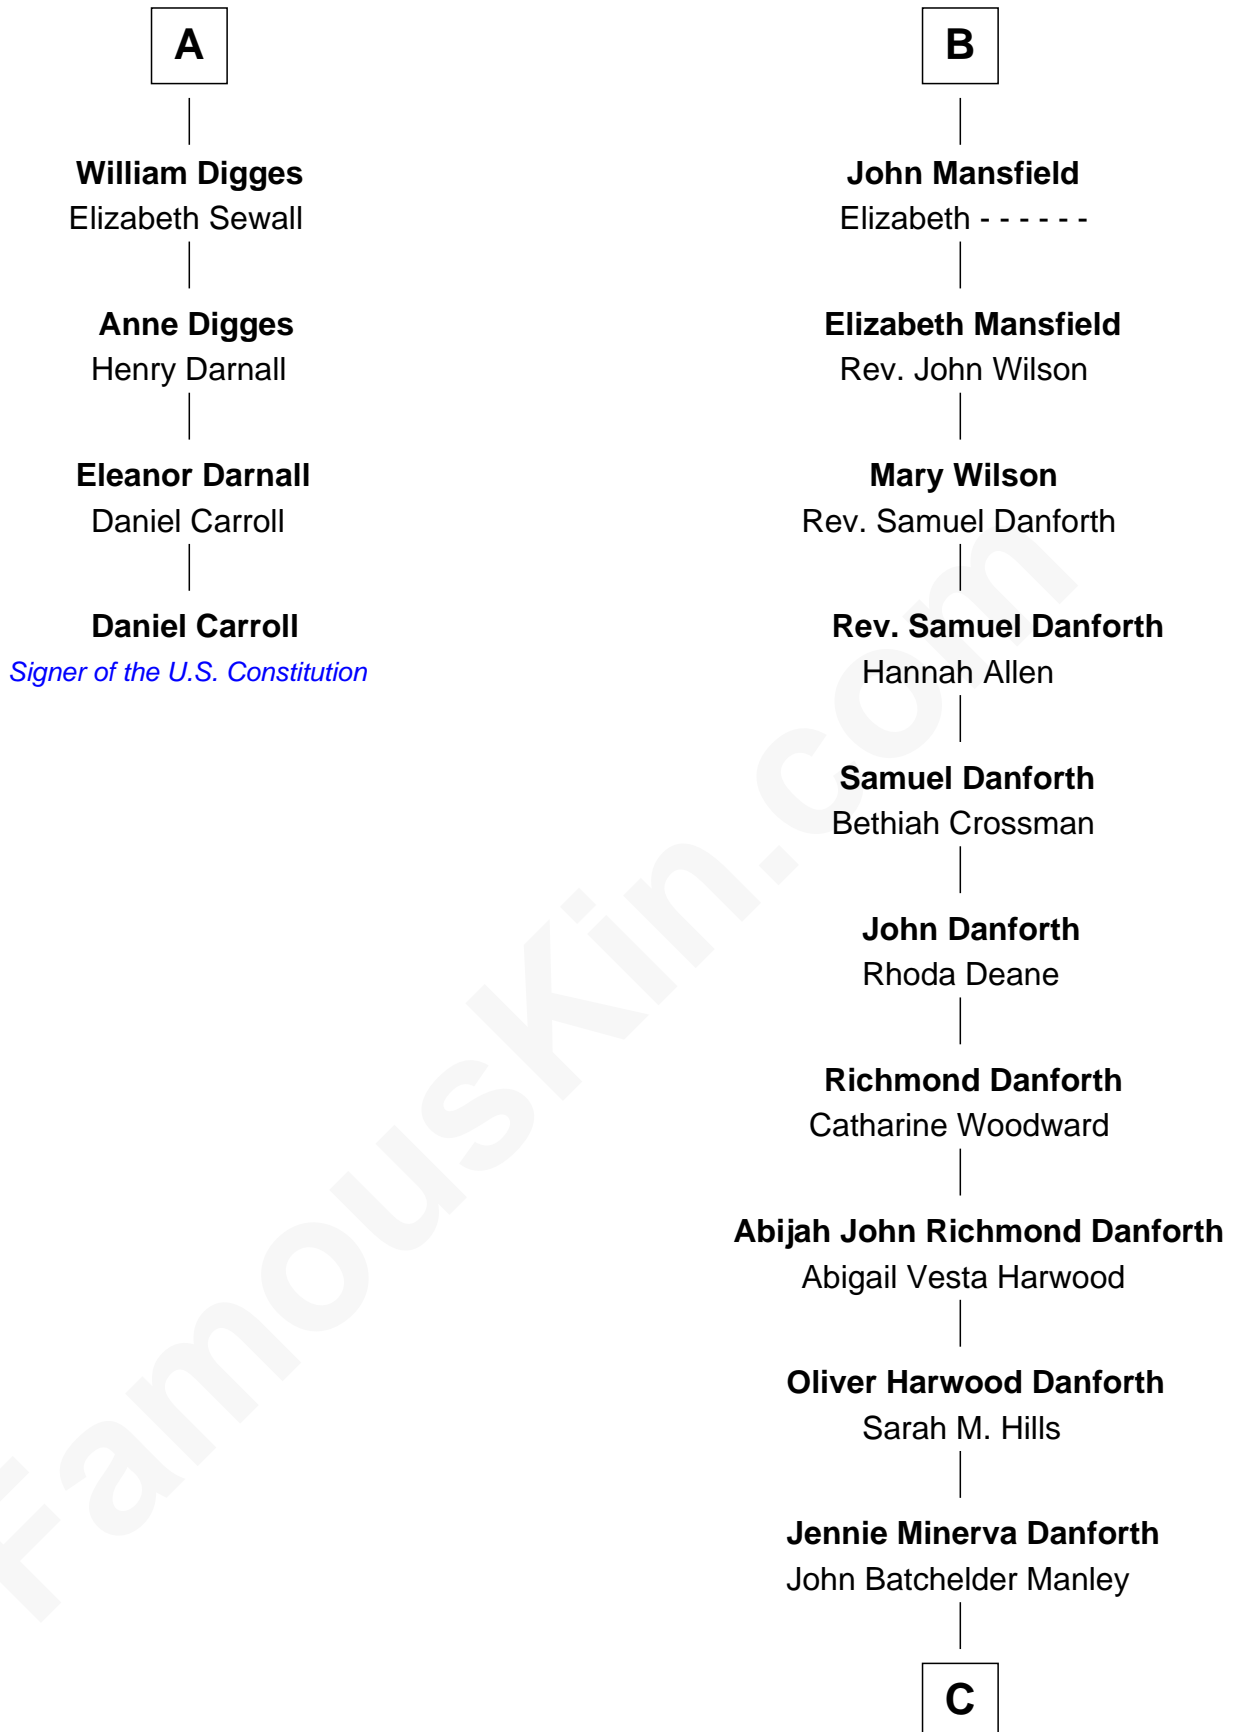 A
William Digges
Elizabeth Sewall
Anne Digges
Henry Darnall
Eleanor Darnall
Daniel Carroll
Daniel Carroll
Signer of the U.S. Constitution
B
John Mansfield
Elizabeth - - - - - -
Elizabeth Mansfield
Rev. John Wilson
Mary Wilson
Rev. Samuel Danforth
Rev. Samuel Danforth
Hannah Allen
Samuel Danforth
Bethiah Crossman
John Danforth
Rhoda Deane
Richmond Danforth
Catharine Woodward
Abijah John Richmond Danforth
Abigail Vesta Harwood
Oliver Harwood Danforth
Sarah M. Hills
Jennie Minerva Danforth
John Batchelder Manley
C
FamousKin.com